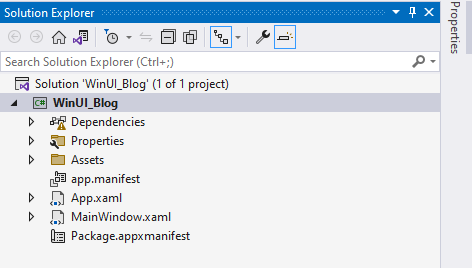 Solution Explorer
Search Solution Explorer (Ctrl+;)
Solution 'WinUI_Blog' (1 of 1 project)
C# WinUI_Blog
Dependencies
Properties
Assets
app.manifest
App.xaml
MainWindow.xaml
Package.appxmanifest
Properties